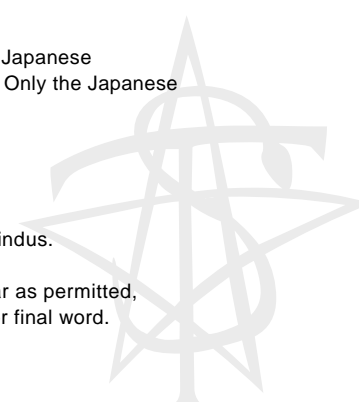 Japanese
Only the Japanese
indus.
r as permitted,
r final word.